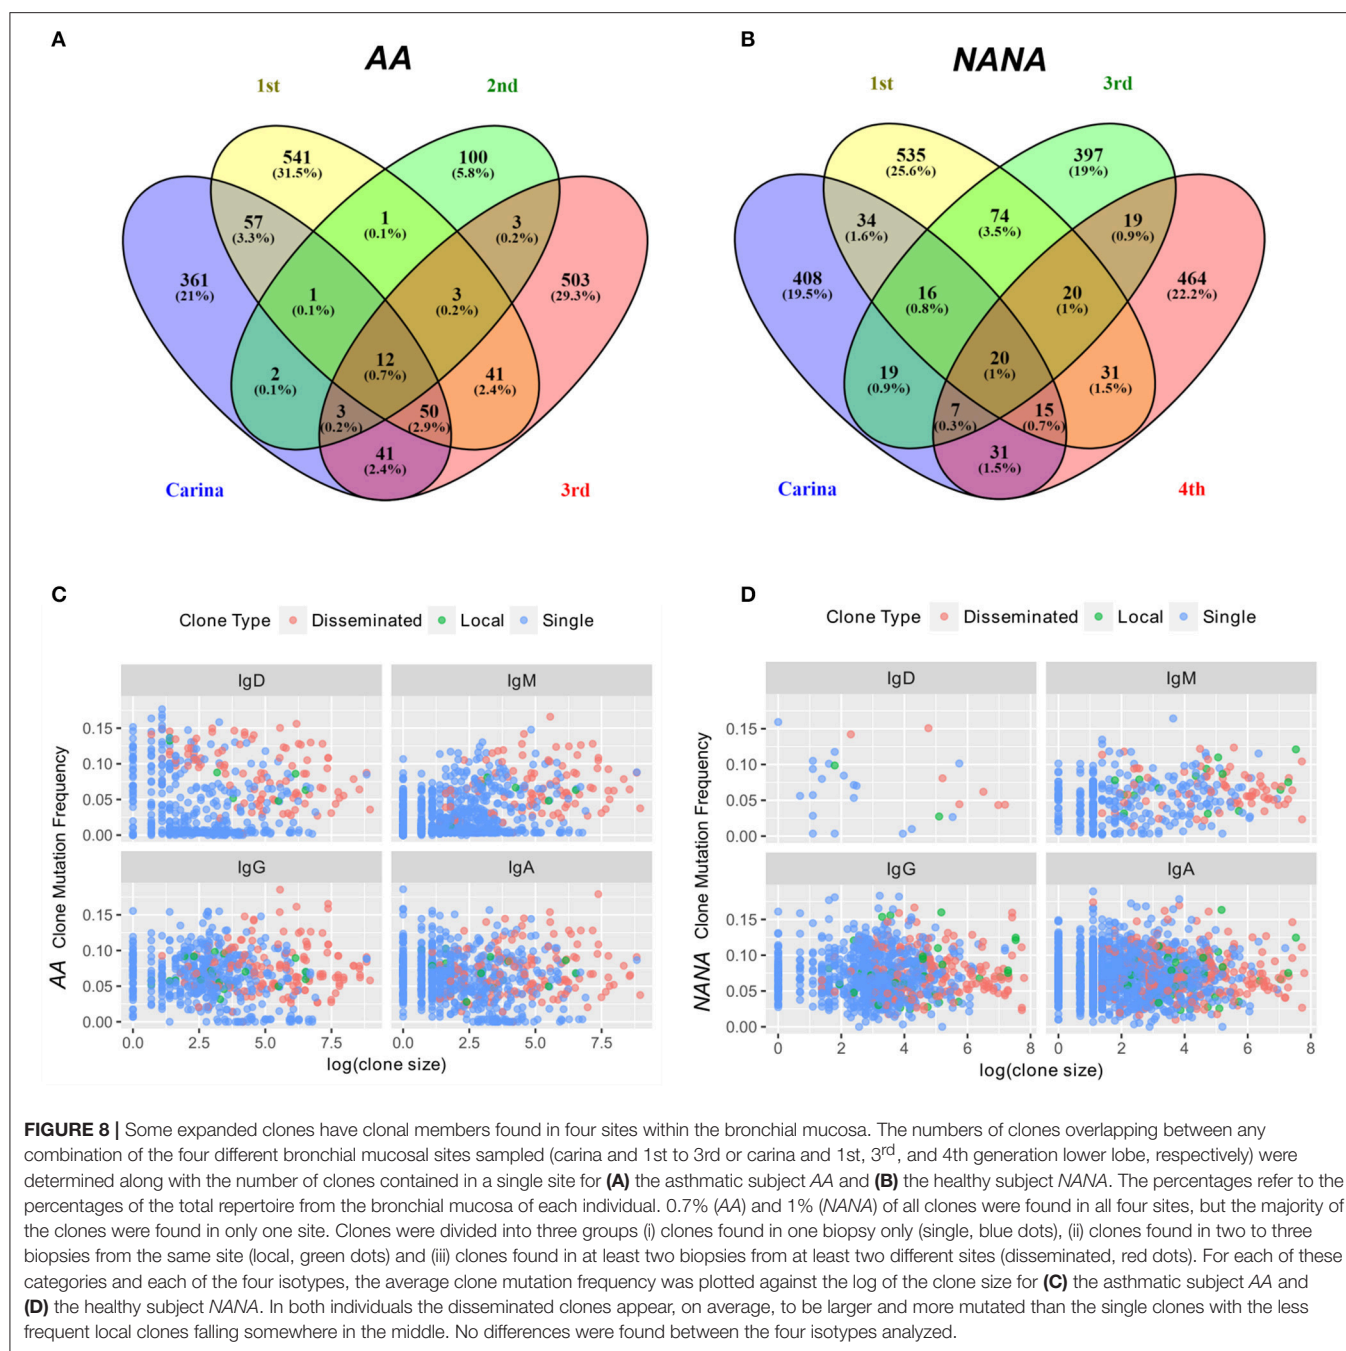 A
AA
1st
2nd
541
(31.5%)
100
(5.8%)
57
(3.3%)
1
(0.1%)
3
(0.2%)
361
(21%)
1
(0.1%)
3
(0.2%)
503
(29.3%)
12
(0.7%)
2
(0.1%)
41
(2.4%)
3
(0.2%)
50
(2.9%)
41
(2.4%)
Carina
3rd
B
NANA
1st
3rd
535
(25.6%)
397
(19%)
34
(1.6%)
74
(3.5%)
19
(0.9%)
408
(19.5%)
16
(0.8%)
20
(1%)
464
(22.2%)
20
(1%)
19
(0.9%)
31
(1.5%)
7
(0.3%)
15
(0.7%)
31
(1.5%)
Carina
4th
C
Clone Type Disseminated Local Single
IgD IgM
0.15
0.10
0.05
0.00
IgG IgA
0.15
0.10
0.05
0.00
0.0 2.5 5.0 7.5 0.0 2.5 5.0 7.5
log(clone size)
AA Clone Mutation Frequency
D
Clone Type Disseminated Local Single
IgD IgM
0.15
0.10
0.05
0.00
IgG IgA
0.15
0.10
0.05
0.00
0 2 4 6 8 0 2 4 6 8
log(clone size)
NANA Clone Mutation Frequency
FIGURE 8 | Some expanded clones have clonal members found in four sites within the bronchial mucosa. The numbers of clones overlapping between any
combination of the four different bronchial mucosal sites sampled (carina and 1st to 3rd or carina and 1st, 3rd, and 4th generation lower lobe, respectively) were
determined along with the number of clones contained in a single site for (A) the asthmatic subject AA and (B) the healthy subject NANA. The percentages refer to the
percentages of the total repertoire from the bronchial mucosa of each individual. 0.7% (AA) and 1% (NANA) of all clones were found in all four sites, but the majority of
the clones were found in only one site. Clones were divided into three groups (i) clones found in one biopsy only (single, blue dots), (ii) clones found in two to three
biopsies from the same site (local, green dots) and (iii) clones found in at least two biopsies from at least two different sites (disseminated, red dots). For each of these
categories and each of the four isotypes, the average clone mutation frequency was plotted against the log of the clone size for (C) the asthmatic subject AA and
(D) the healthy subject NANA. In both individuals the disseminated clones appear, on average, to be larger and more mutated than the single clones with the less
frequent local clones falling somewhere in the middle. No differences were found between the four isotypes analyzed.